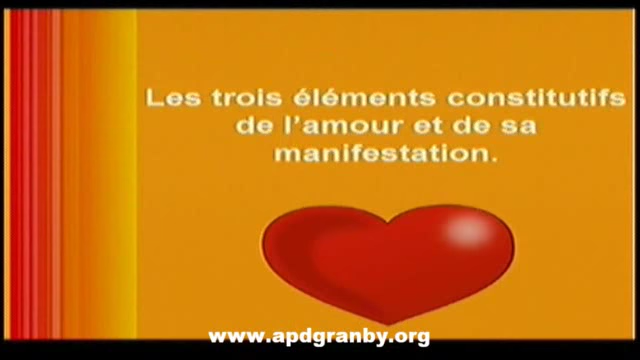 Les trois éléments constitutifs
de l'amour et de sa
manifestation.
www.apdgranby.org